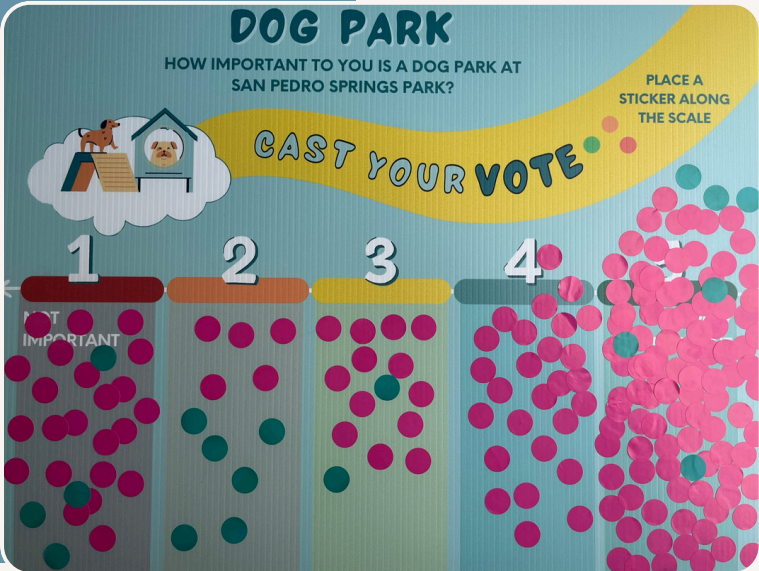 DOG PARK
HOW IMPORTANT TO YOU IS A DOG PARK AT
SAN PEDRO SPRINGS PARK?
PLACE A
STICKER ALONG
THE SCALE
CAST YOUR VOTE
1 2 3 4
NOT
IMPORTANT